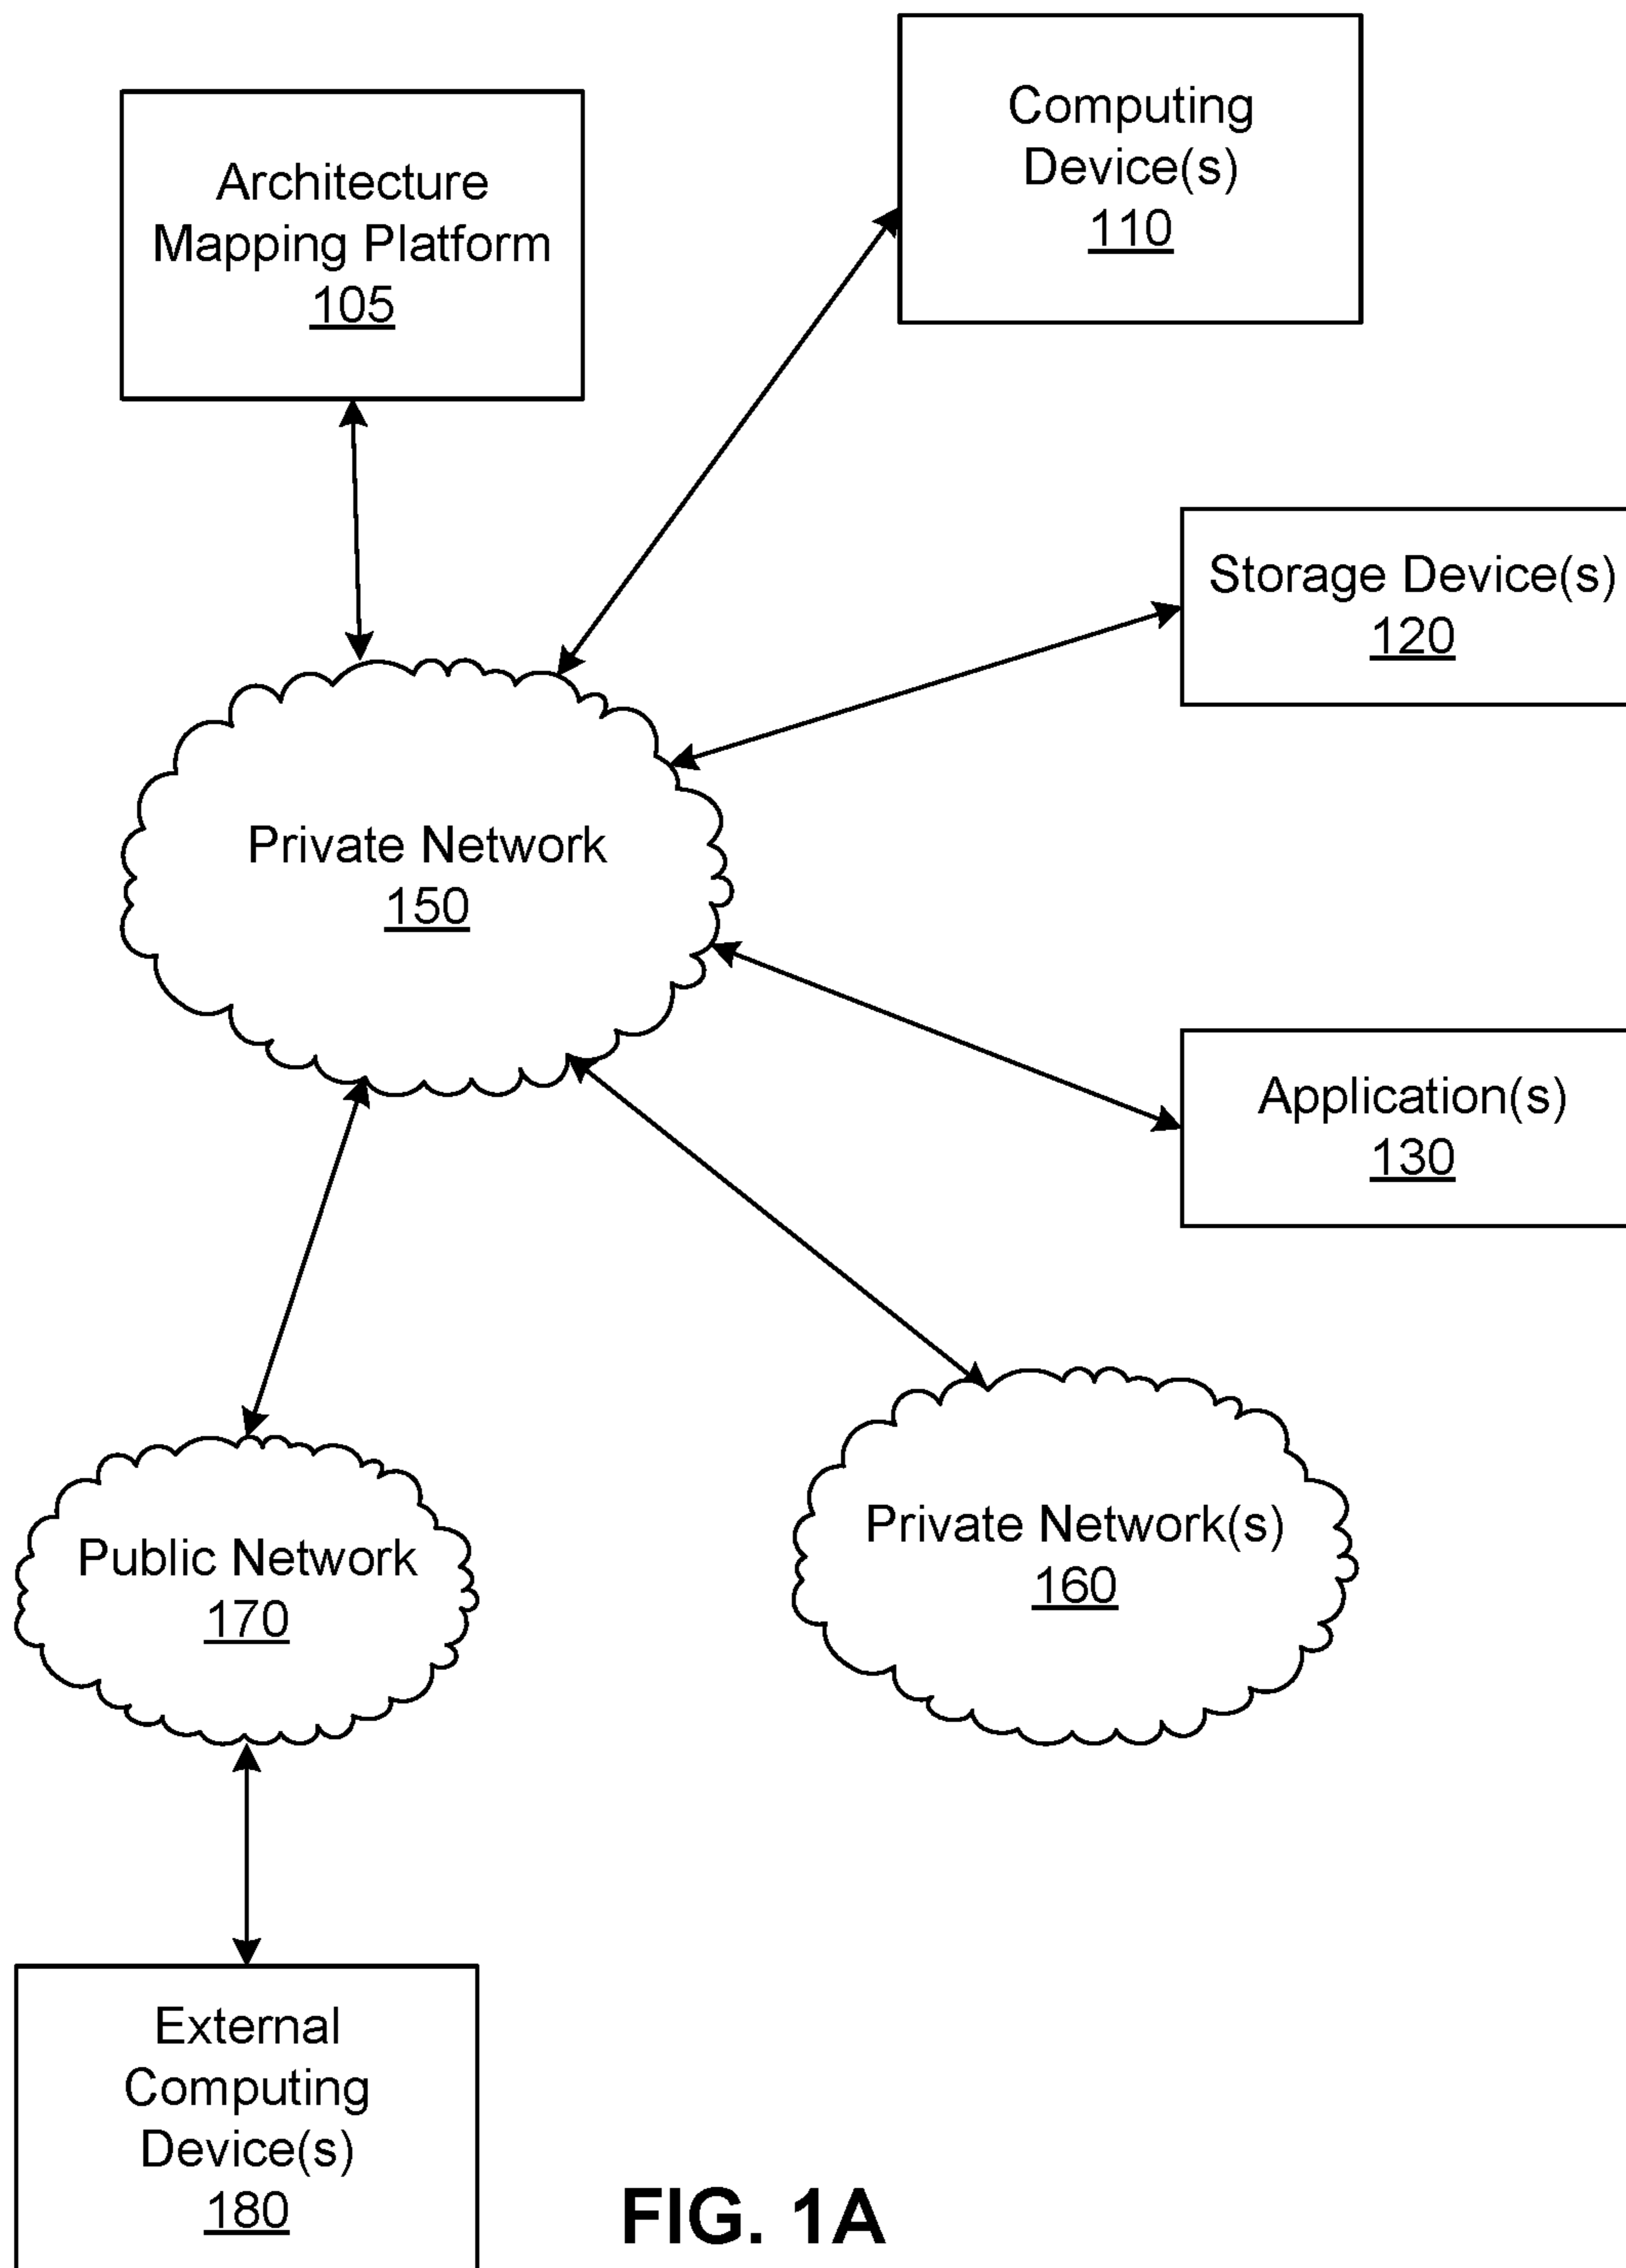 Architecture
Mapping Platform
105
Computing
Device(s)
110
Storage Device(s)
120
Private Network
150
Application(s)
130
Private Network(s)
160
Public Network
170
External
Computing
Device(s)
180
FIG. 1A